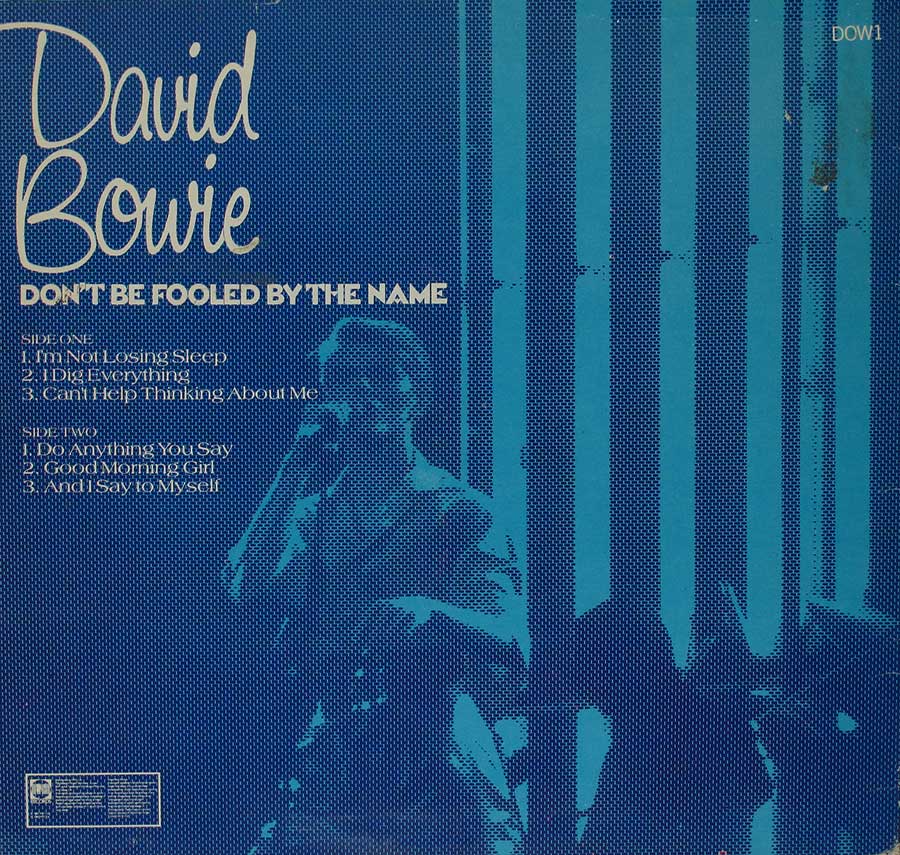 David
Bowie
DOW1
DON'T BE FOOLED BY THE NAME
SIDE ONE
1. I'm Not Losing Sleep
2. I Dig Everything
3. Can't Help Thinking About Me
SIDE TWO
1. Do Anything You Say
2. Good Morning Girl
3. And I Say to Myself